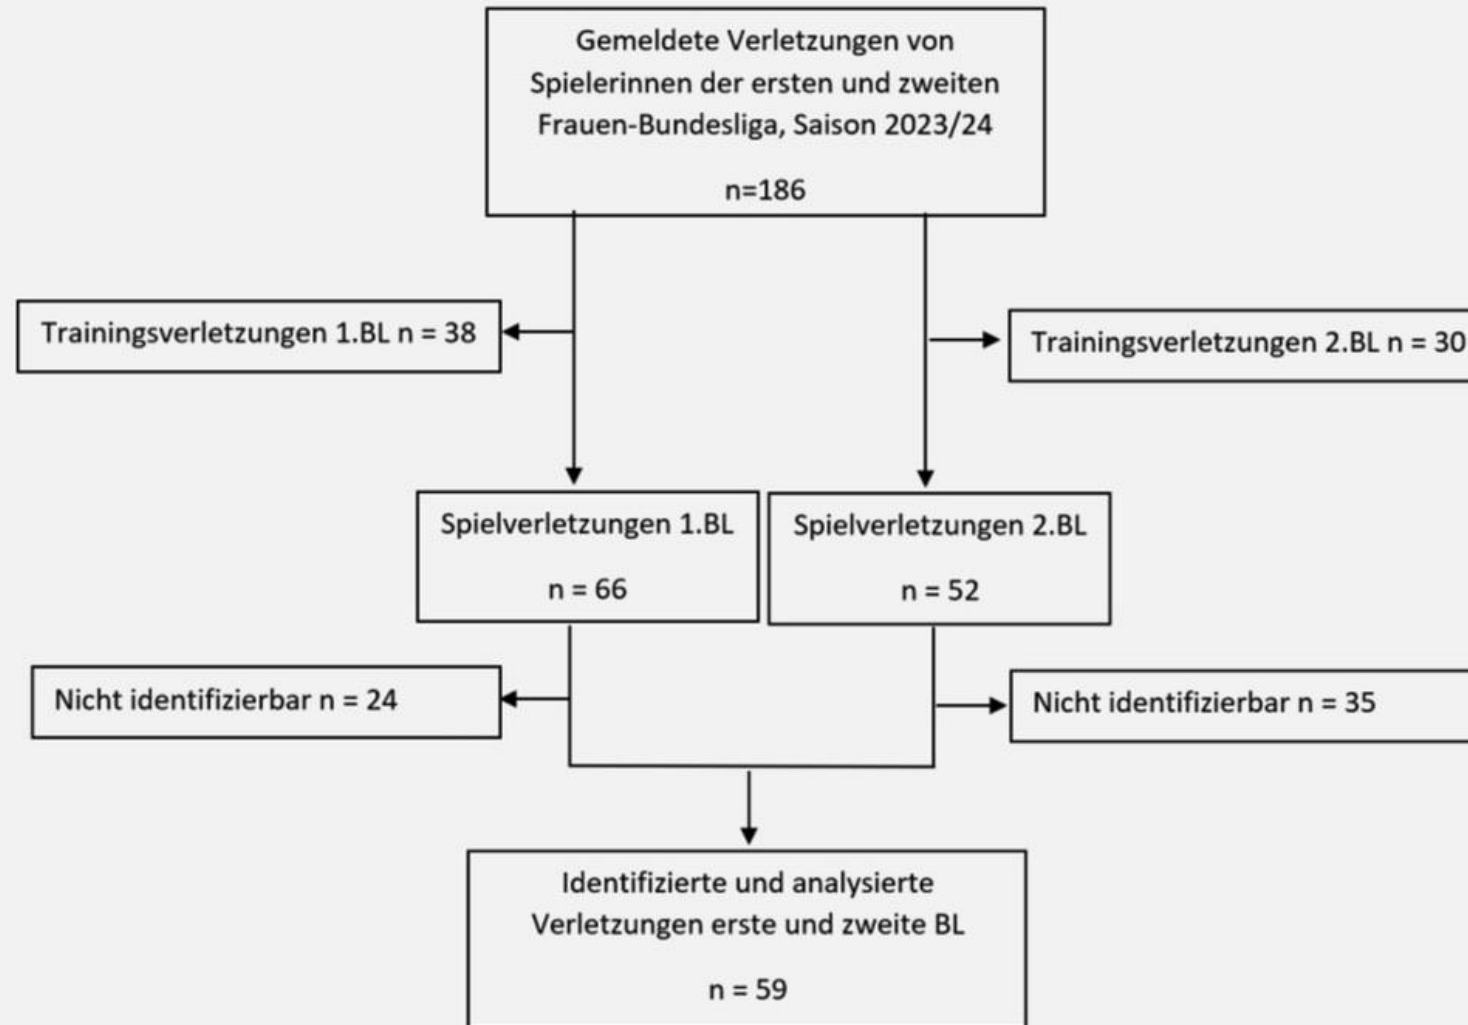 Gemeldete Verletzungen von
Spielerinnen der ersten und zweiten
Frauen-Bundesliga, Saison 2023/24
n=186
Trainingsverletzungen 1.BL n = 38
Trainingsverletzungen 2.BL n = 30
Spielverletzungen 1.BL
n = 66
Spielverletzungen 2.BL
n = 52
Nicht identifizierbar n = 24
Nicht identifizierbar n = 35
Identifizierte und analysierte
Verletzungen erste und zweite BL
n = 59